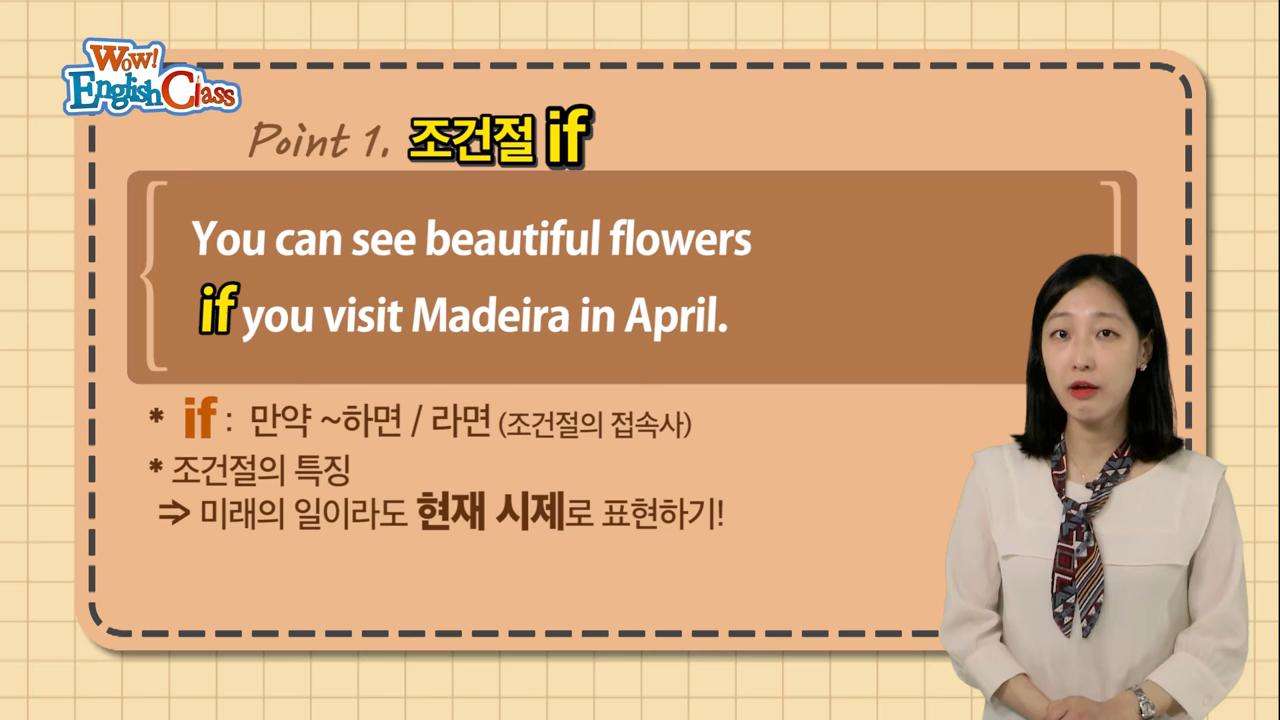 Wow!
English Class
Point 1. 조건절 if
You can see beautiful flowers
if you visit Madeira in April.
* if : 만약 ~하면 / 라면 (조건절의 접속사)
* 조건절의 특징
⇒ 미래의 일이라도 현재 시제로 표현하기!